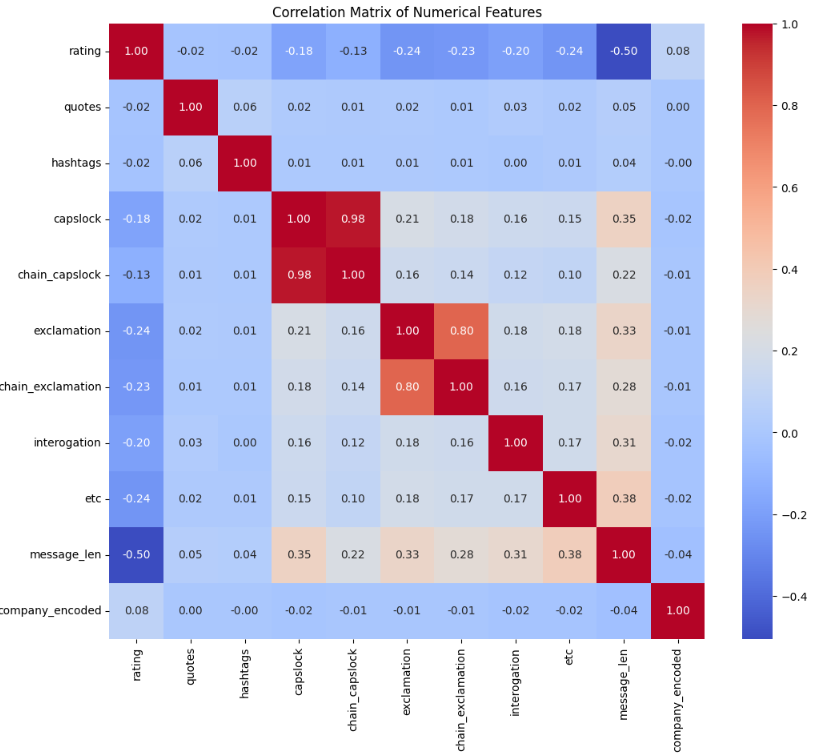 Correlation Matrix of Numerical Features
rating 1.00 -0.02 -0.02 -0.18 -0.13 -0.24 -0.23 -0.20 -0.24 -0.50 0.08
quotes -0.02 1.00 0.06 0.02 0.01 0.02 0.01 0.03 0.02 0.05 0.00
hashtags -0.02 0.06 1.00 0.01 0.01 0.01 0.01 0.00 0.01 0.04 -0.00
capslock -0.18 0.02 0.01 1.00 0.98 0.21 0.18 0.16 0.15 0.35 -0.02
chain_capslock -0.13 0.01 0.01 0.98 1.00 0.16 0.14 0.12 0.10 0.22 -0.01
exclamation -0.24 0.02 0.01 0.21 0.16 1.00 0.80 0.18 0.18 0.33 -0.01
chain_exclamation -0.23 0.01 0.01 0.18 0.14 0.80 1.00 0.16 0.17 0.28 -0.01
interogation -0.20 0.03 0.00 0.16 0.12 0.18 0.16 1.00 0.17 0.31 -0.02
etc -0.24 0.02 0.01 0.15 0.10 0.18 0.17 0.17 1.00 0.38 -0.02
message_len -0.50 0.05 0.04 0.35 0.22 0.33 0.28 0.31 0.38 1.00 -0.04
company_encoded 0.08 0.00 -0.00 -0.02 -0.01 -0.01 -0.01 -0.02 -0.02 -0.04 1.00
rating
quotes
hashtags
capslock
chain_capslock
exclamation
chain_exclamation
interogation
etc
message_len
company_encoded
1.0
0.8
0.6
0.4
0.2
0.0
−0.2
−0.4